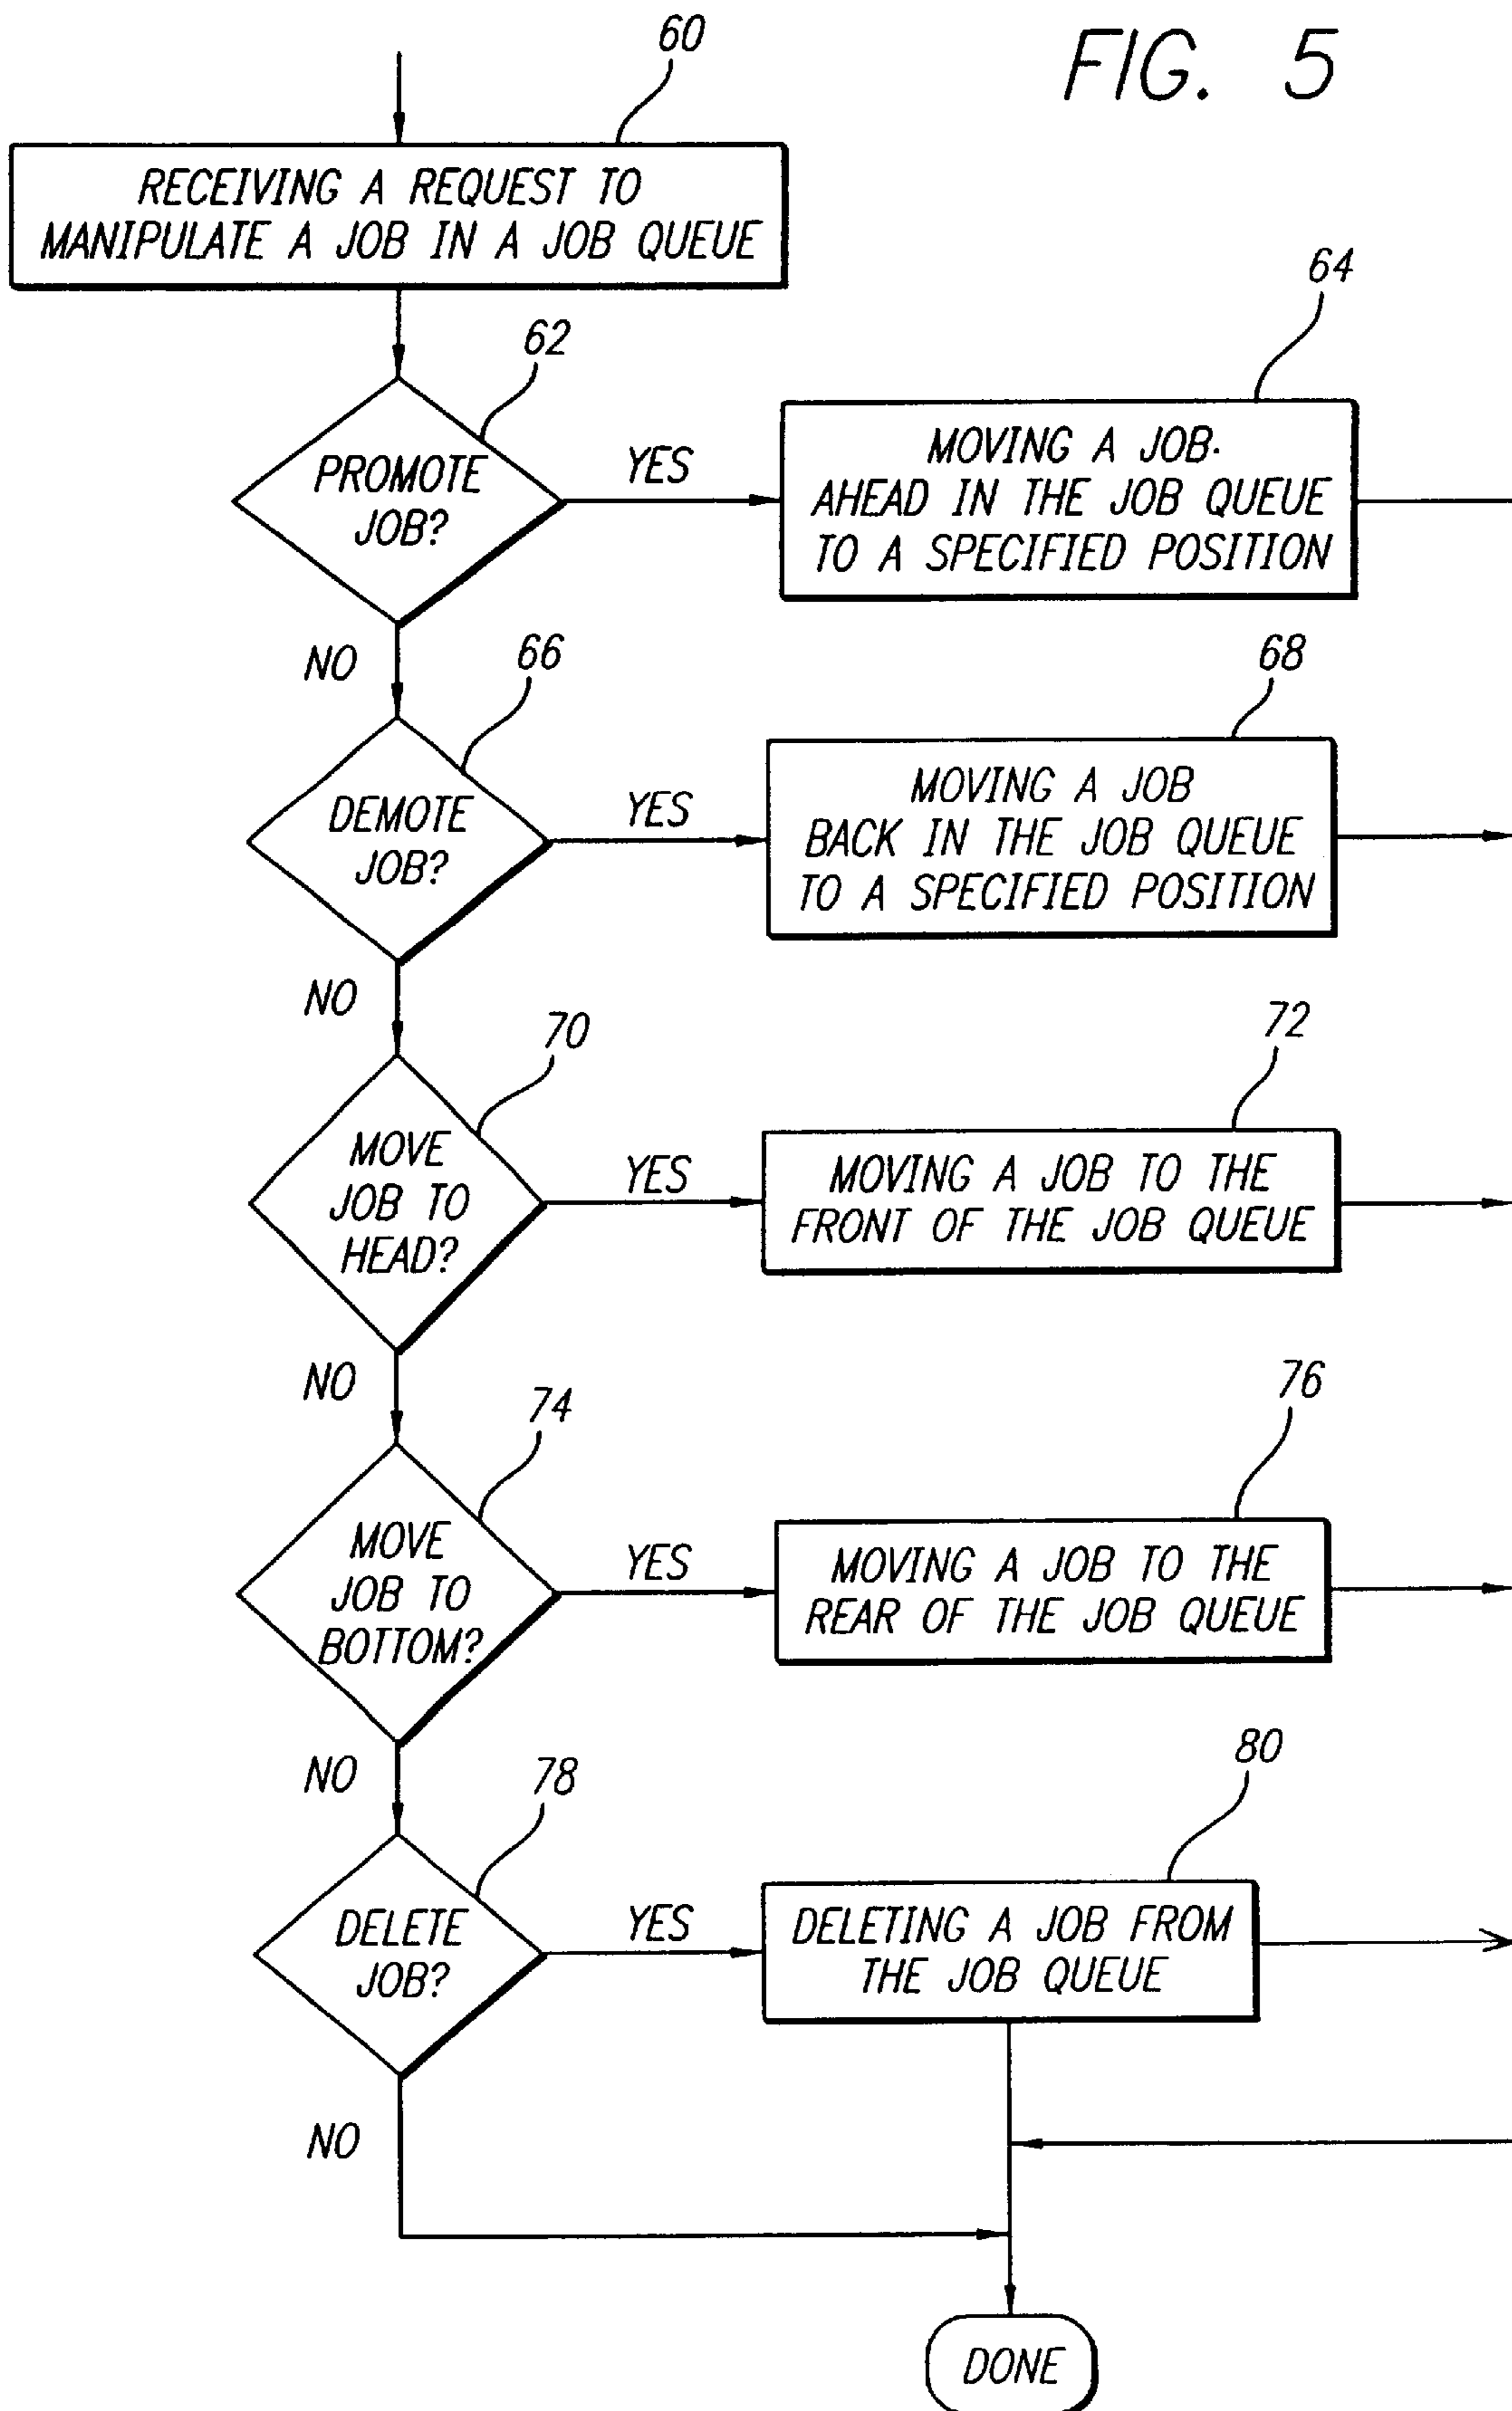 FIG. 5
60
RECEIVING A REQUEST TO
MANIPULATE A JOB IN A JOB QUEUE
62
PROMOTE
JOB?
YES
64
MOVING A JOB.
AHEAD IN THE JOB QUEUE
TO A SPECIFIED POSITION
NO
66
DEMOTE
JOB?
YES
68
MOVING A JOB
BACK IN THE JOB QUEUE
TO A SPECIFIED POSITION
NO
70
MOVE
JOB TO
HEAD?
YES
72
MOVING A JOB TO THE
FRONT OF THE JOB QUEUE
NO
74
MOVE
JOB TO
BOTTOM?
YES
76
MOVING A JOB TO THE
REAR OF THE JOB QUEUE
NO
78
DELETE
JOB?
YES
80
DELETING A JOB FROM
THE JOB QUEUE
NO
DONE